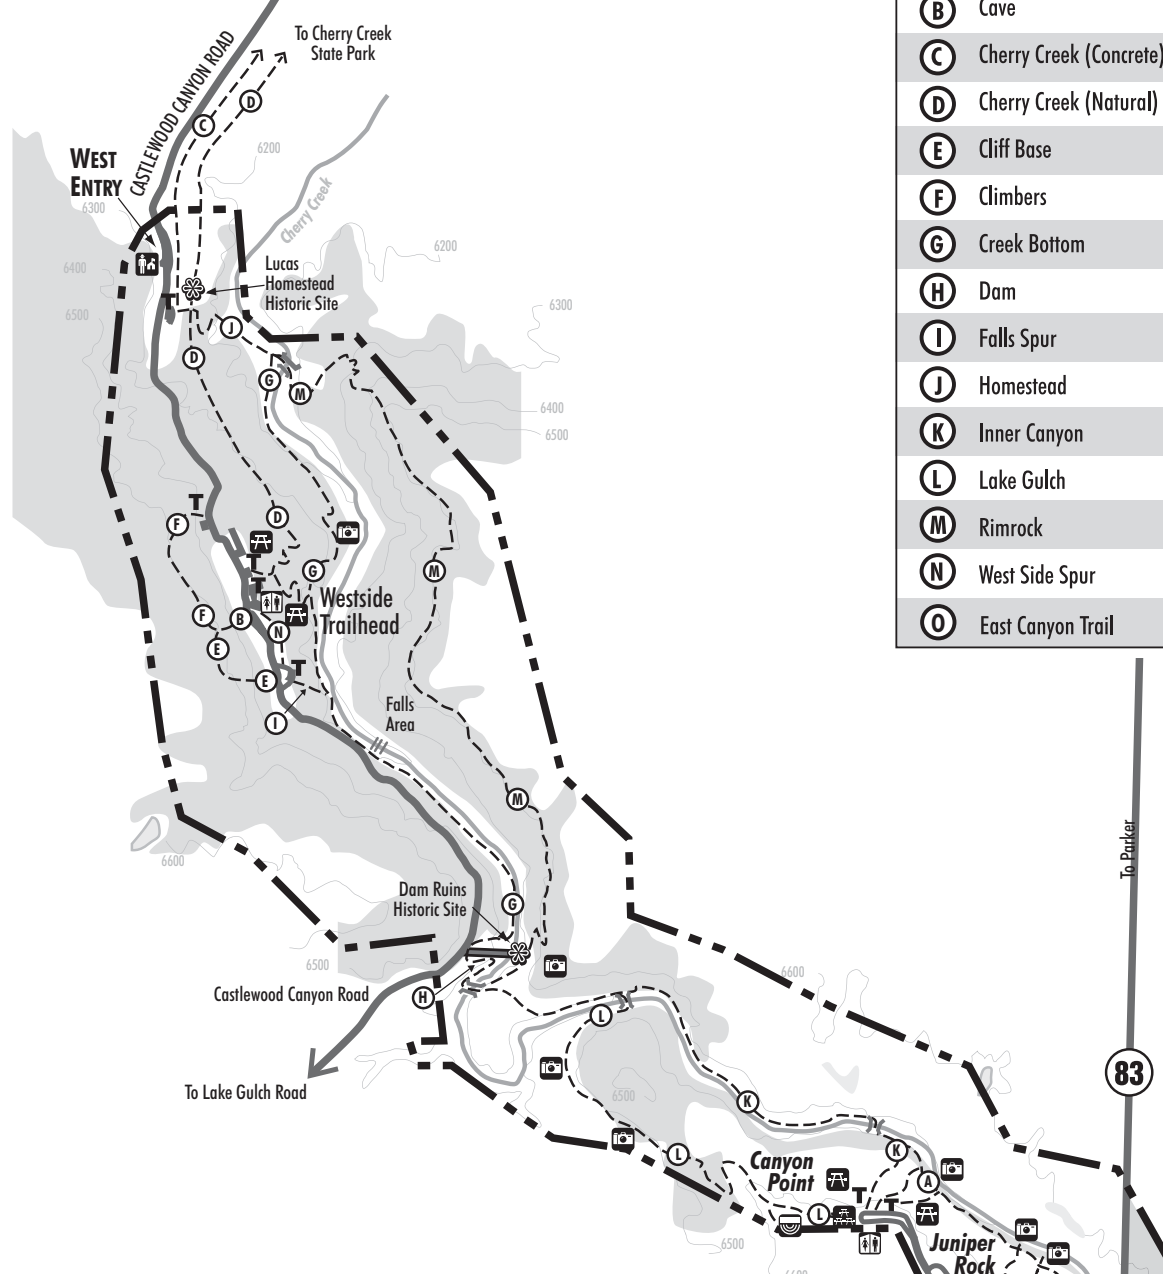 To Cherry Creek
State Park
CASTLEWOOD CANYON ROAD
D
C
6200
WEST
ENTRY
6300
Cherry Creek
6200
6400
Lucas
Homestead
Historic Site
6300
6500
T
J
D
G
M
6400
6500
T
F
D
T
G
M
T
Westside
Trailhead
F
B
N
E
T
E
I
Falls
Area
M
6600
Dam Ruins
Historic Site
G
6500
Castlewood Canyon Road
H
6600
L
To Lake Gulch Road
6500
K
L
K
Canyon
Point
A
T
T
L
Juniper
Rock
6500
6600
B Cave
C Cherry Creek (Concrete)
D Cherry Creek (Natural)
E Cliff Base
F Climbers
G Creek Bottom
H Dam
I Falls Spur
J Homestead
K Inner Canyon
L Lake Gulch
M Rimrock
N West Side Spur
O East Canyon Trail
To Parker
83